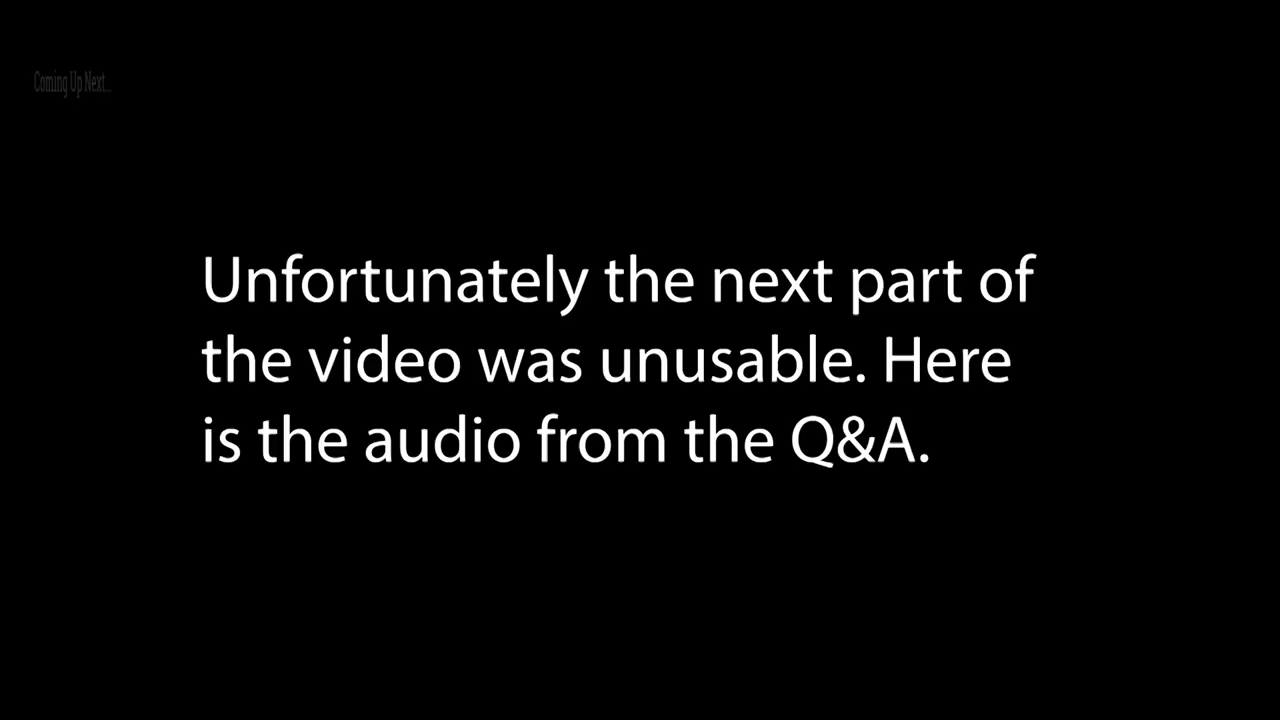 Coming Up Next...
Unfortunately the next part of
the video was unusable. Here
is the audio from the Q&A.